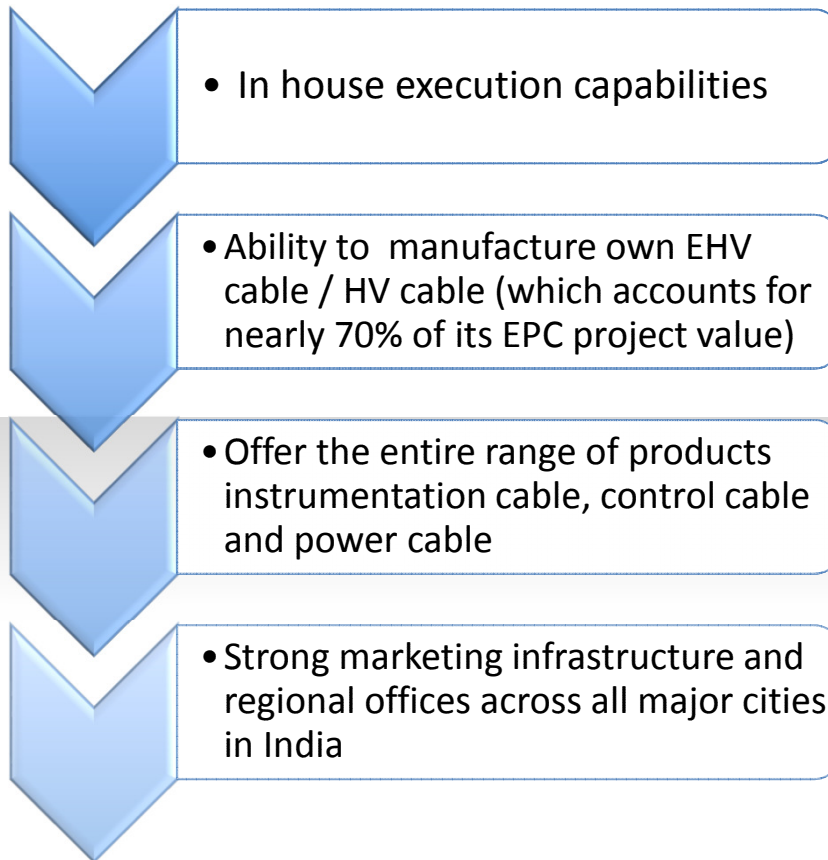 • In house execution capabilities
• Ability to manufacture own EHV
cable / HV cable (which accounts for
nearly 70% of its EPC project value)
• Offer the entire range of products
instrumentation cable, control cable
and power cable
• Strong marketing infrastructure and
regional offices across all major cities
in India